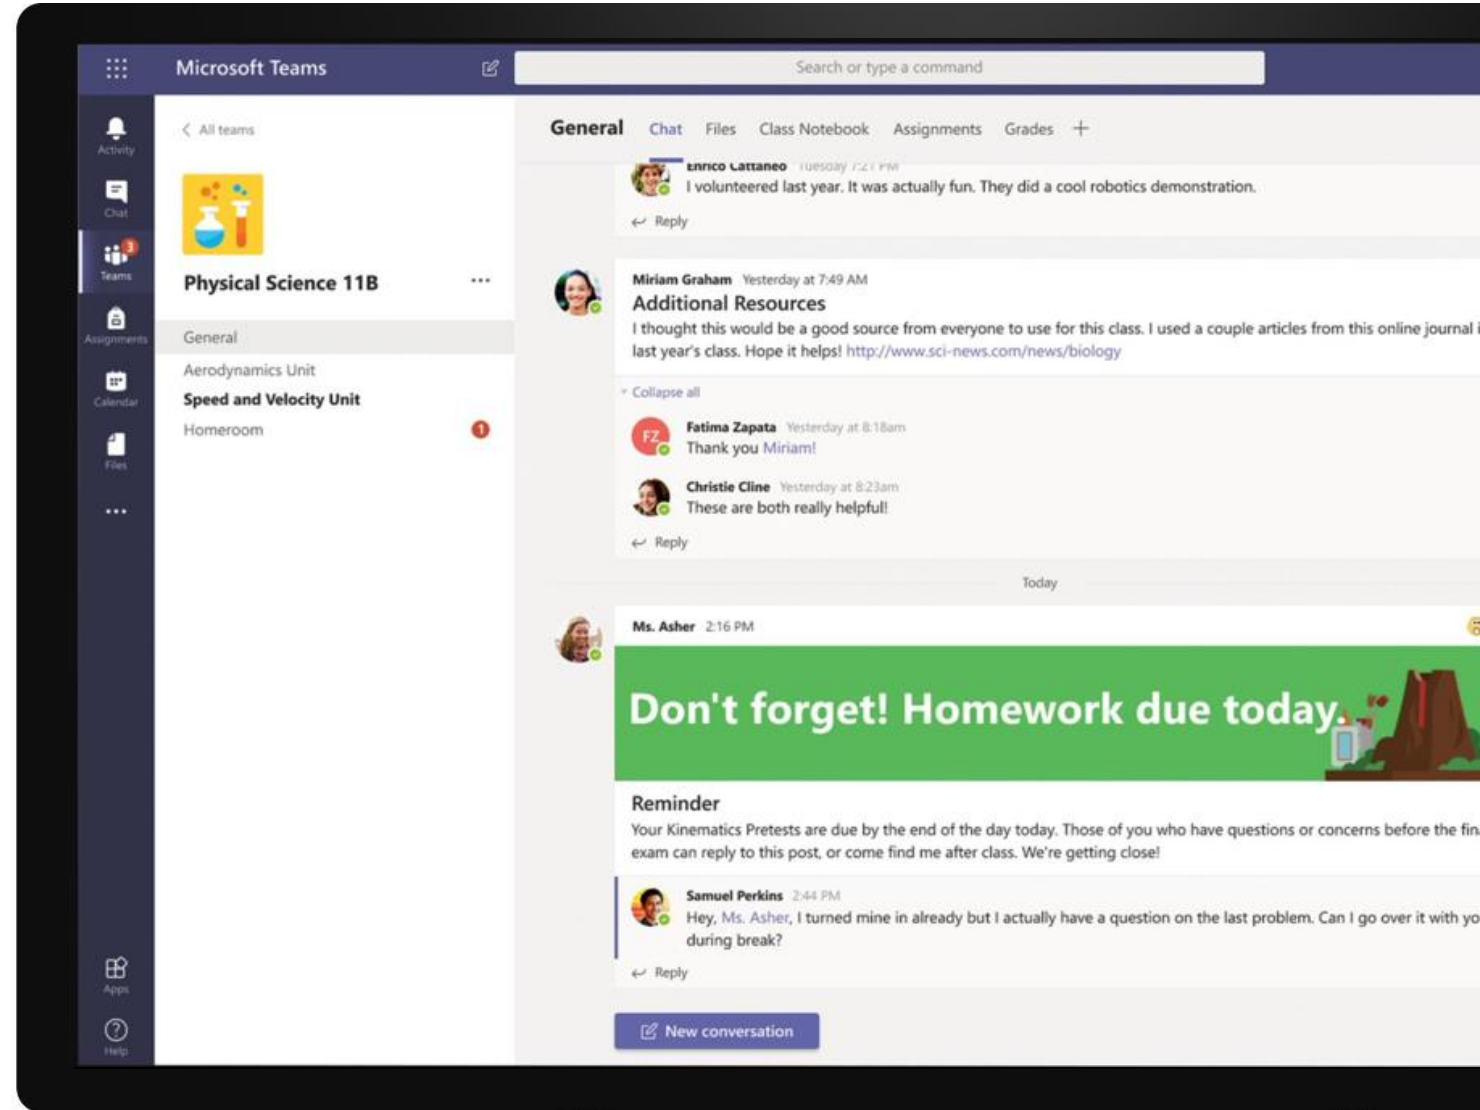 Microsoft Teams
Search or type a command
Activity
Chat
3
Teams
Assignments
Calendar
Files
Apps
Help
All teams
Physical Science 11B
General
Aerodynamics Unit
Speed and Velocity Unit
Homeroom
1
General Chat Files Class Notebook Assignments Grades
Enrico Cattaneo Tuesday 7:21 PM
I volunteered last year. It was actually fun. They did a cool robotics demonstration.
Reply
Miriam Graham Yesterday at 7:49 AM
Additional Resources
I thought this would be a good source from everyone to use for this class. I used a couple articles from this online journal
last year's class. Hope it helps! http://www.sci-news.com/news/biology
Collapse all
FZ
Fatima Zapata Yesterday at 8:18am
Thank you Miriam!
Christie Cline Yesterday at 8:23am
These are both really helpful!
Reply
Today
Ms. Asher 2:16 PM
Don't forget! Homework due today.
Reminder
Your Kinematics Pretests are due by the end of the day today. Those of you who have questions or concerns before the
exam can reply to this post, or come find me after class. We're getting close!
Samuel Perkins 2:44 PM
Hey, Ms. Asher, I turned mine in already but I actually have a question on the last problem. Can I go over it with
during break?
Reply
New conversation